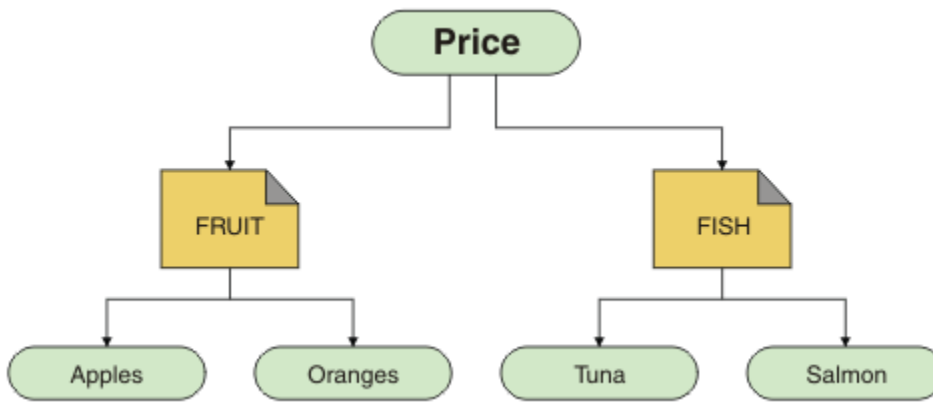 Price
FRUIT
FISH
Apples
Oranges
Tuna
Salmon